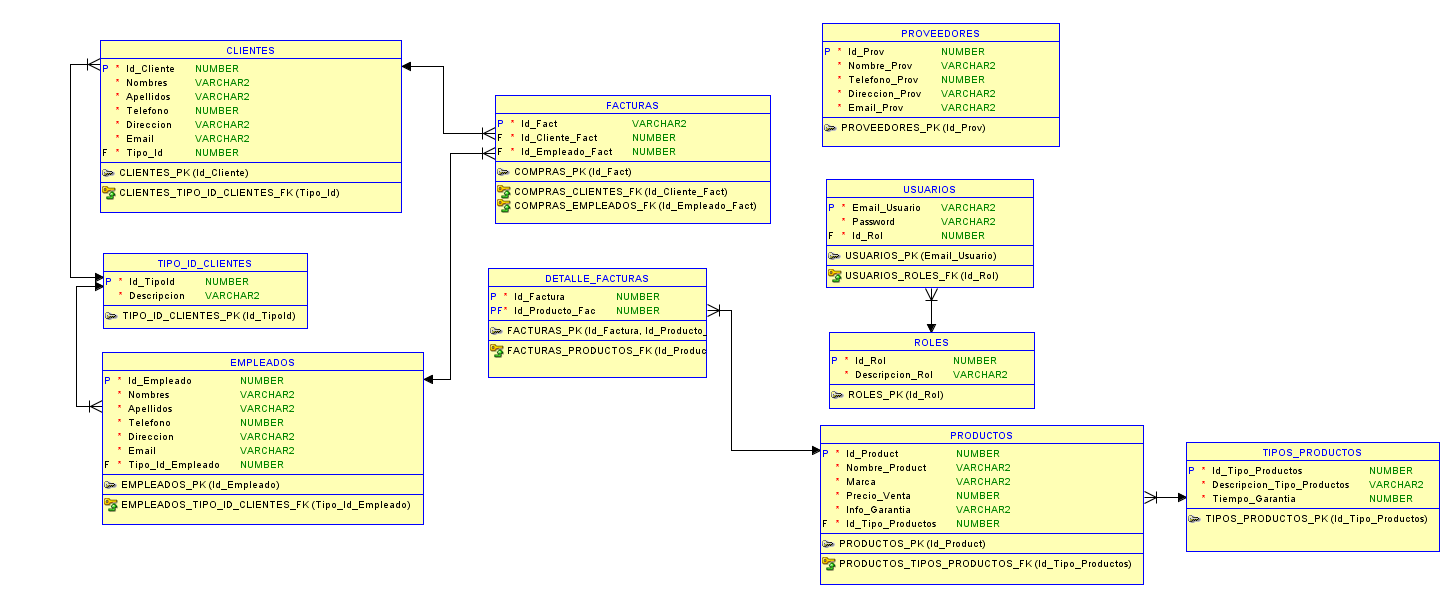 CLIENTES
P * Id_Cliente NUMBER
* Nombres VARCHAR2
* Apellidos VARCHAR2
* Telefono NUMBER
* Direccion VARCHAR2
* Email VARCHAR2
F * Tipo_Id NUMBER
CLIENTES_PK (Id_Cliente)
CLIENTES_TIPO_ID_CLIENTES_FK (Tipo_Id)
TIPO_ID_CLIENTES
P * Id_TipoId NUMBER
* Descripcion VARCHAR2
TIPO_ID_CLIENTES_PK (Id_TipoId)
EMPLEADOS
P * Id_Empleado NUMBER
* Nombres VARCHAR2
* Apellidos VARCHAR2
* Telefono NUMBER
* Direccion VARCHAR2
* Email VARCHAR2
F * Tipo_Id_Empleado NUMBER
EMPLEADOS_PK (Id_Empleado)
EMPLEADOS_TIPO_ID_CLIENTES_FK (Tipo_Id_Empleado)
FACTURAS
P * Id_Fact VARCHAR2
F * Id_Cliente_Fact NUMBER
F * Id_Empleado_Fact NUMBER
COMPRAS_PK (Id_Fact)
COMPRAS_CLIENTES_FK (Id_Cliente_Fact)
COMPRAS_EMPLEADOS_FK (Id_Empleado_Fact)
DETALLE_FACTURAS
P * Id_Factura NUMBER
PF* Id_Producto_Fac NUMBER
FACTURAS_PK (Id_Factura, Id_Producto_
FACTURAS_PRODUCTOS_FK (Id_Produc
PROVEEDORES
P * Id_Prov NUMBER
* Nombre_Prov VARCHAR2
* Telefono_Prov NUMBER
* Direccion_Prov VARCHAR2
* Email_Prov VARCHAR2
PROVEEDORES_PK (Id_Prov)
USUARIOS
P * Email_Usuario VARCHAR2
* Password VARCHAR2
F * Id_Rol NUMBER
USUARIOS_PK (Email_Usuario)
USUARIOS_ROLES_FK (Id_Rol)
ROLES
P * Id_Rol NUMBER
* Descripcion_Rol VARCHAR2
ROLES_PK (Id_Rol)
PRODUCTOS
P * Id_Product NUMBER
* Nombre_Product VARCHAR2
* Marca VARCHAR2
* Precio_Venta NUMBER
* Info_Garantia VARCHAR2
F * Id_Tipo_Productos NUMBER
PRODUCTOS_PK (Id_Product)
PRODUCTOS_TIPOS_PRODUCTOS_FK (Id_Tipo_Productos)
TIPOS_PRODUCTOS
P * Id_Tipo_Productos NUMBER
* Descripcion_Tipo_Productos VARCHAR2
* Tiempo_Garantia NUMBER
TIPOS_PRODUCTOS_PK (Id_Tipo_Productos)